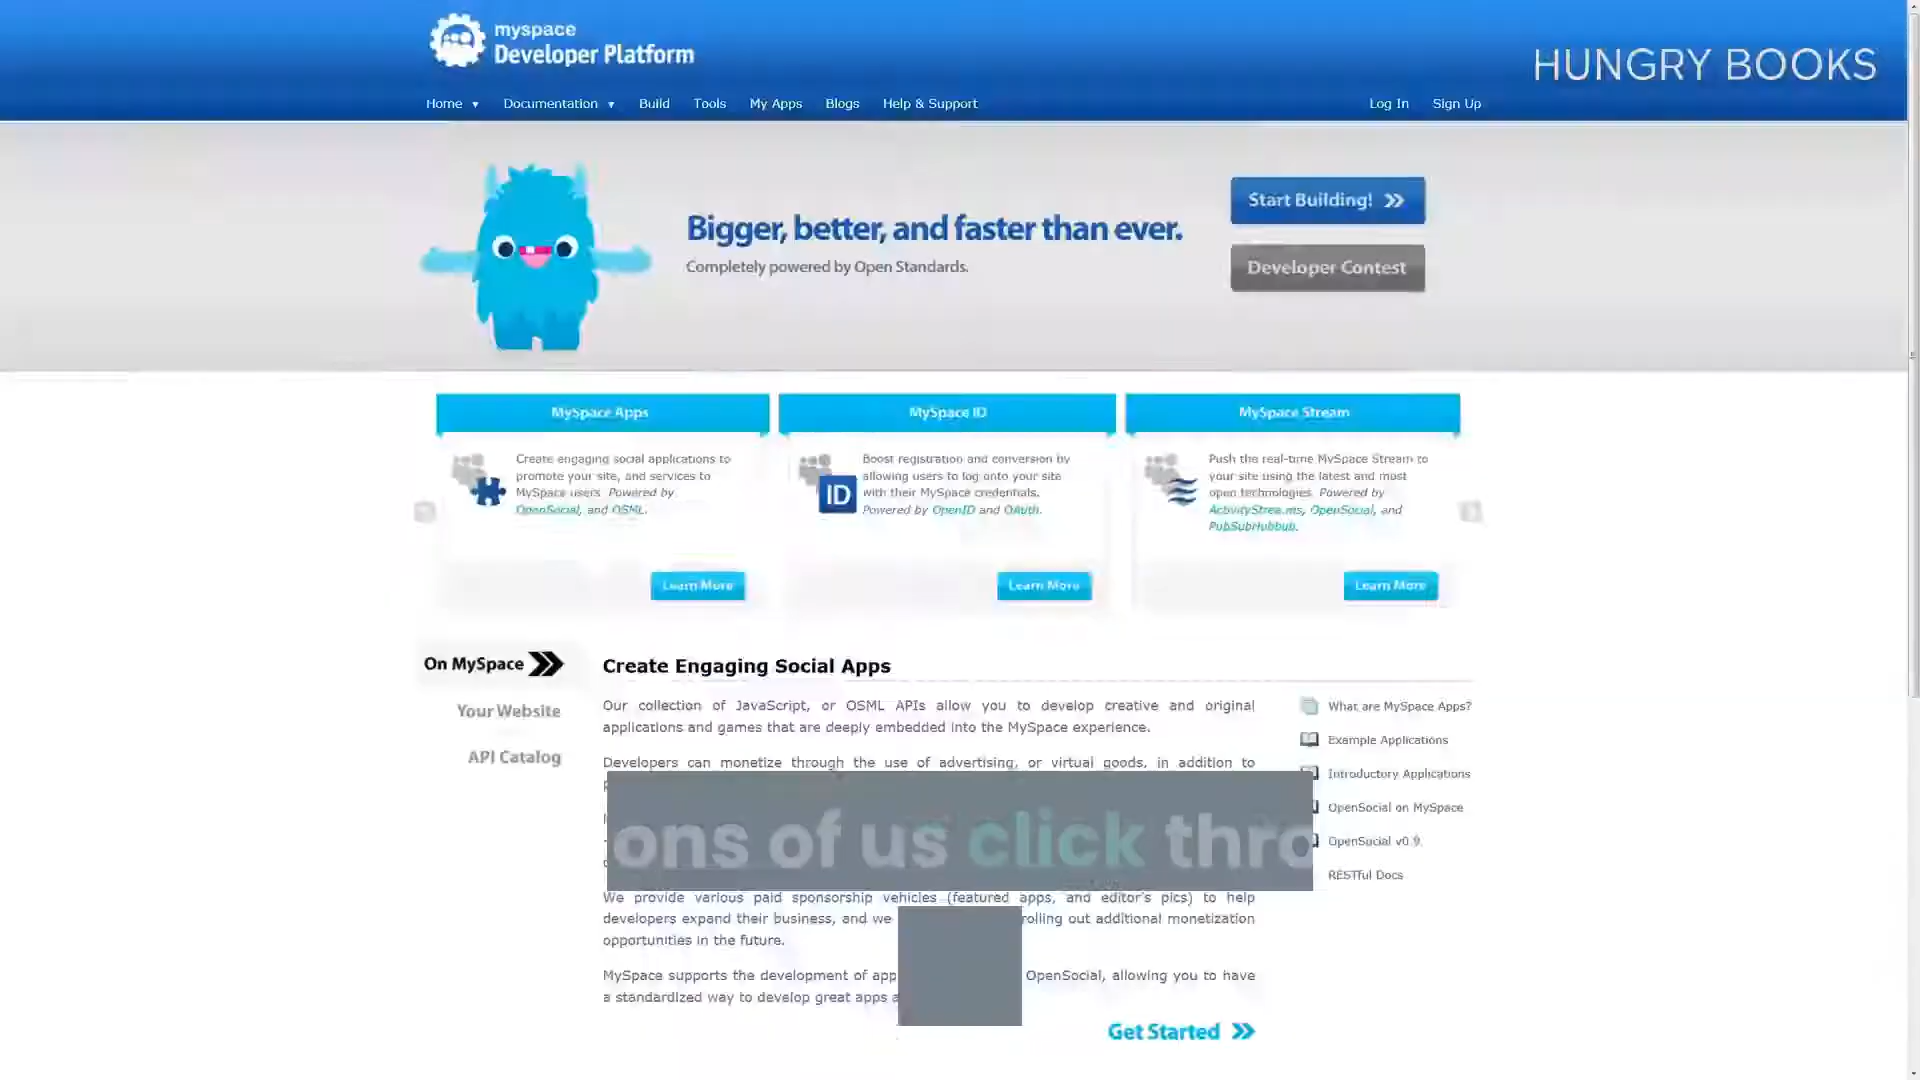 myspace
Developer Platform
HUNGRY BOOKS
Home Documentation Build Tools My Apps Blogs Help & Support Log In Sign Up
Bigger, better, and faster than ever.
Completely powered by Open Standards.
Start Building!
Developer Contest
MySpace Apps
Create engaging social applications to
promote your site, and services to
MySpace users. Powered by
OpenSocial, and OSML.
Learn More
MySpace ID
Boost registration and conversion by
allowing users to log onto your site
with their MySpace credentials.
Powered by OpenID and OAuth.
ID
Learn More
MySpace Stream
Push the real-time MySpace Stream to
your site using the latest and most
open technologies. Powered by
ActivityStrea.ms, OpenSocial, and
PubSubHubbub.
Learn More
On MySpace
Your Website
API Catalog
Create Engaging Social Apps
Our collection of JavaScript, or OSML APIs allow you to develop creative and original
applications and games that are deeply embedded into the MySpace experience.
Developers can monetize through the use of advertising, or virtual goods, in addition to
ons of us click thro
We provide various paid sponsorship vehicles (featured apps, and editor's pics) to help
developers expand their business, and we rolling out additional monetization
opportunities in the future.
MySpace supports the development of app OpenSocial, allowing you to have
a standardized way to develop great apps
Get Started
What are MySpace Apps?
Example Applications
Introductory Applications
OpenSocial on MySpace
OpenSocial v0.9.
RESTful Docs